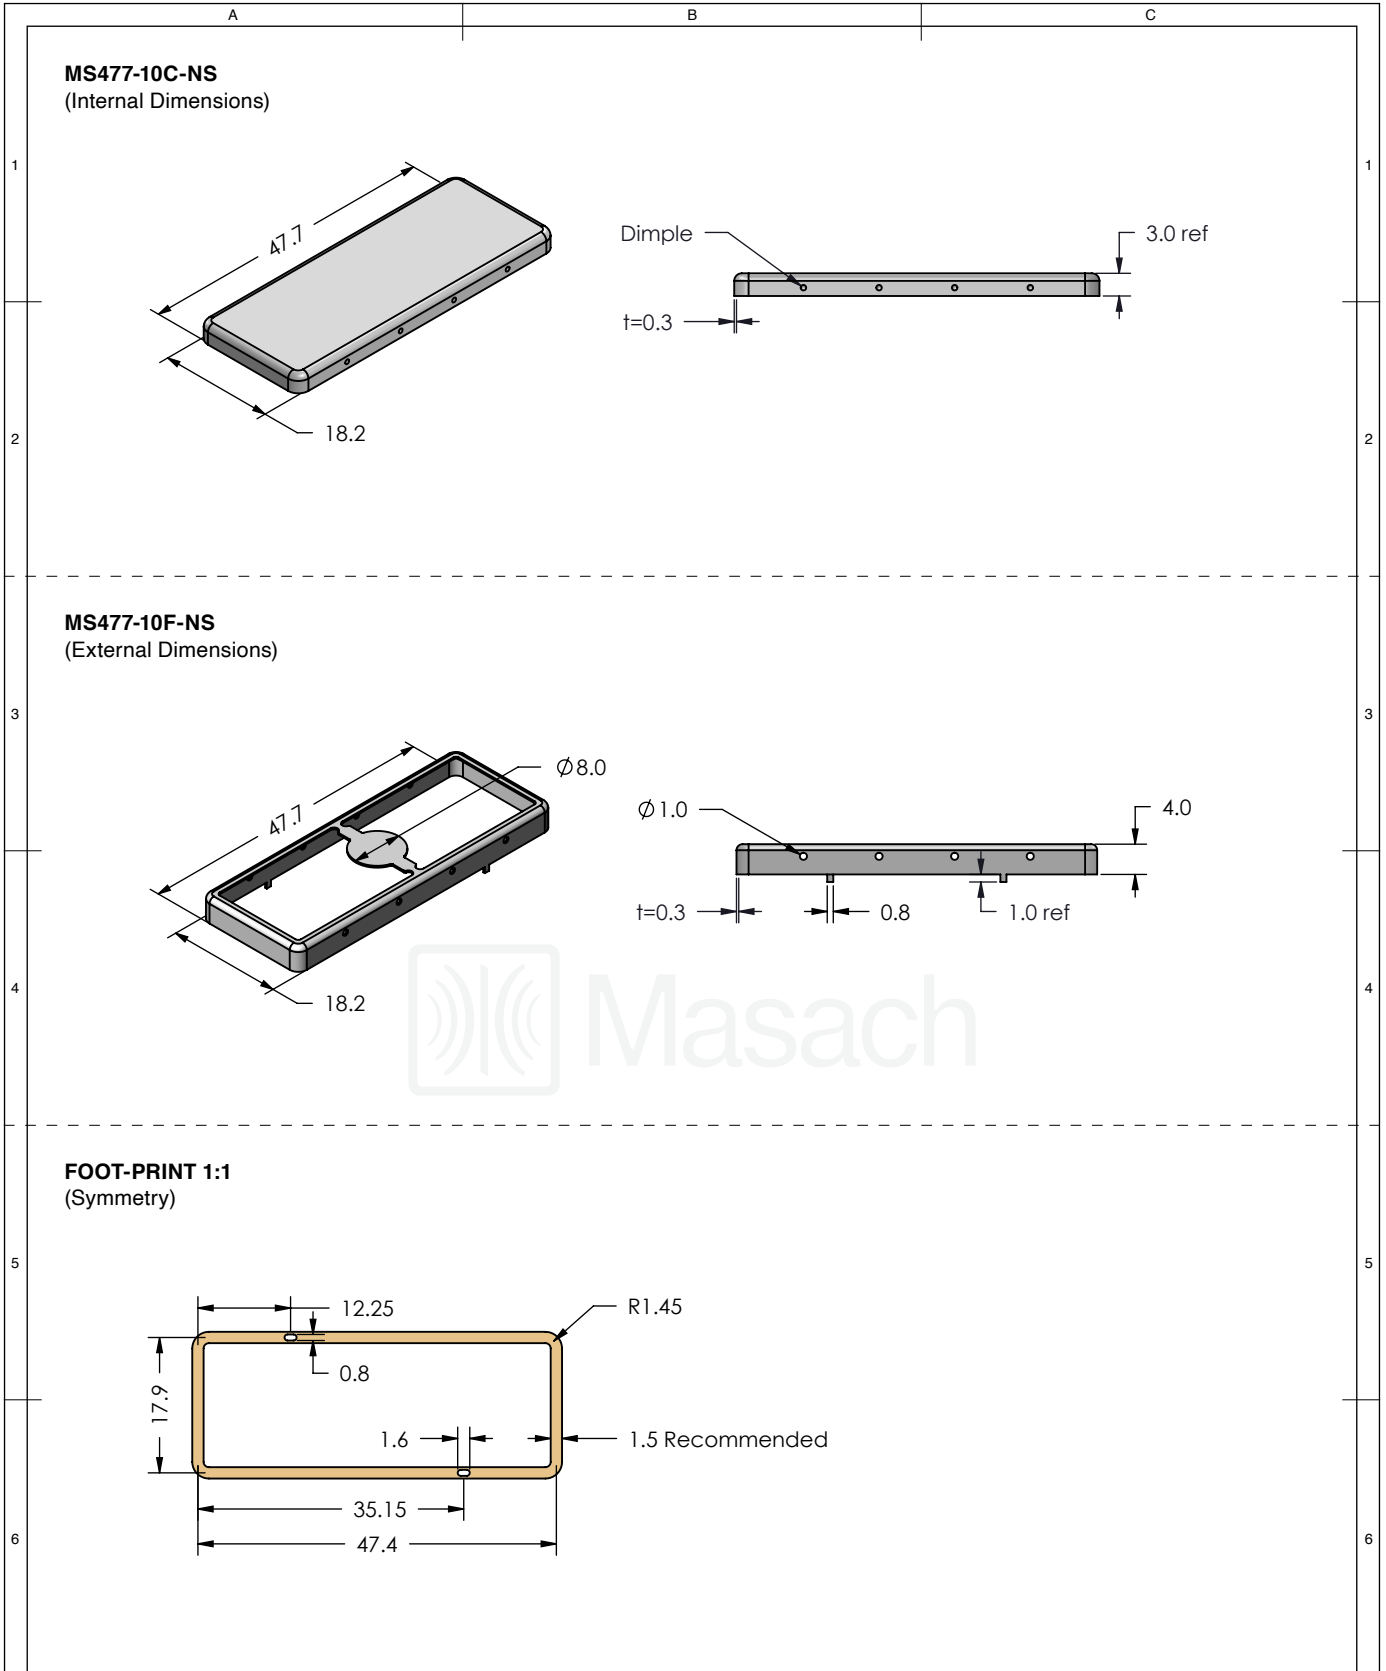 A B C
MS477-10C-NS
(Internal Dimensions)
1 1
47.7
Dimple
3.0 ref
t=0.3
18.2
2 2
MS477-10F-NS
(External Dimensions)
3 3
Ø8.0
47.7
Ø1.0
4.0
t=0.3
0.8
1.0 ref
18.2
4 4
Masach
FOOT-PRINT 1:1
(Symmetry)
5 5
12.25
R1.45
0.8
17.9
1.6
1.5 Recommended
35.15
47.4
6 6